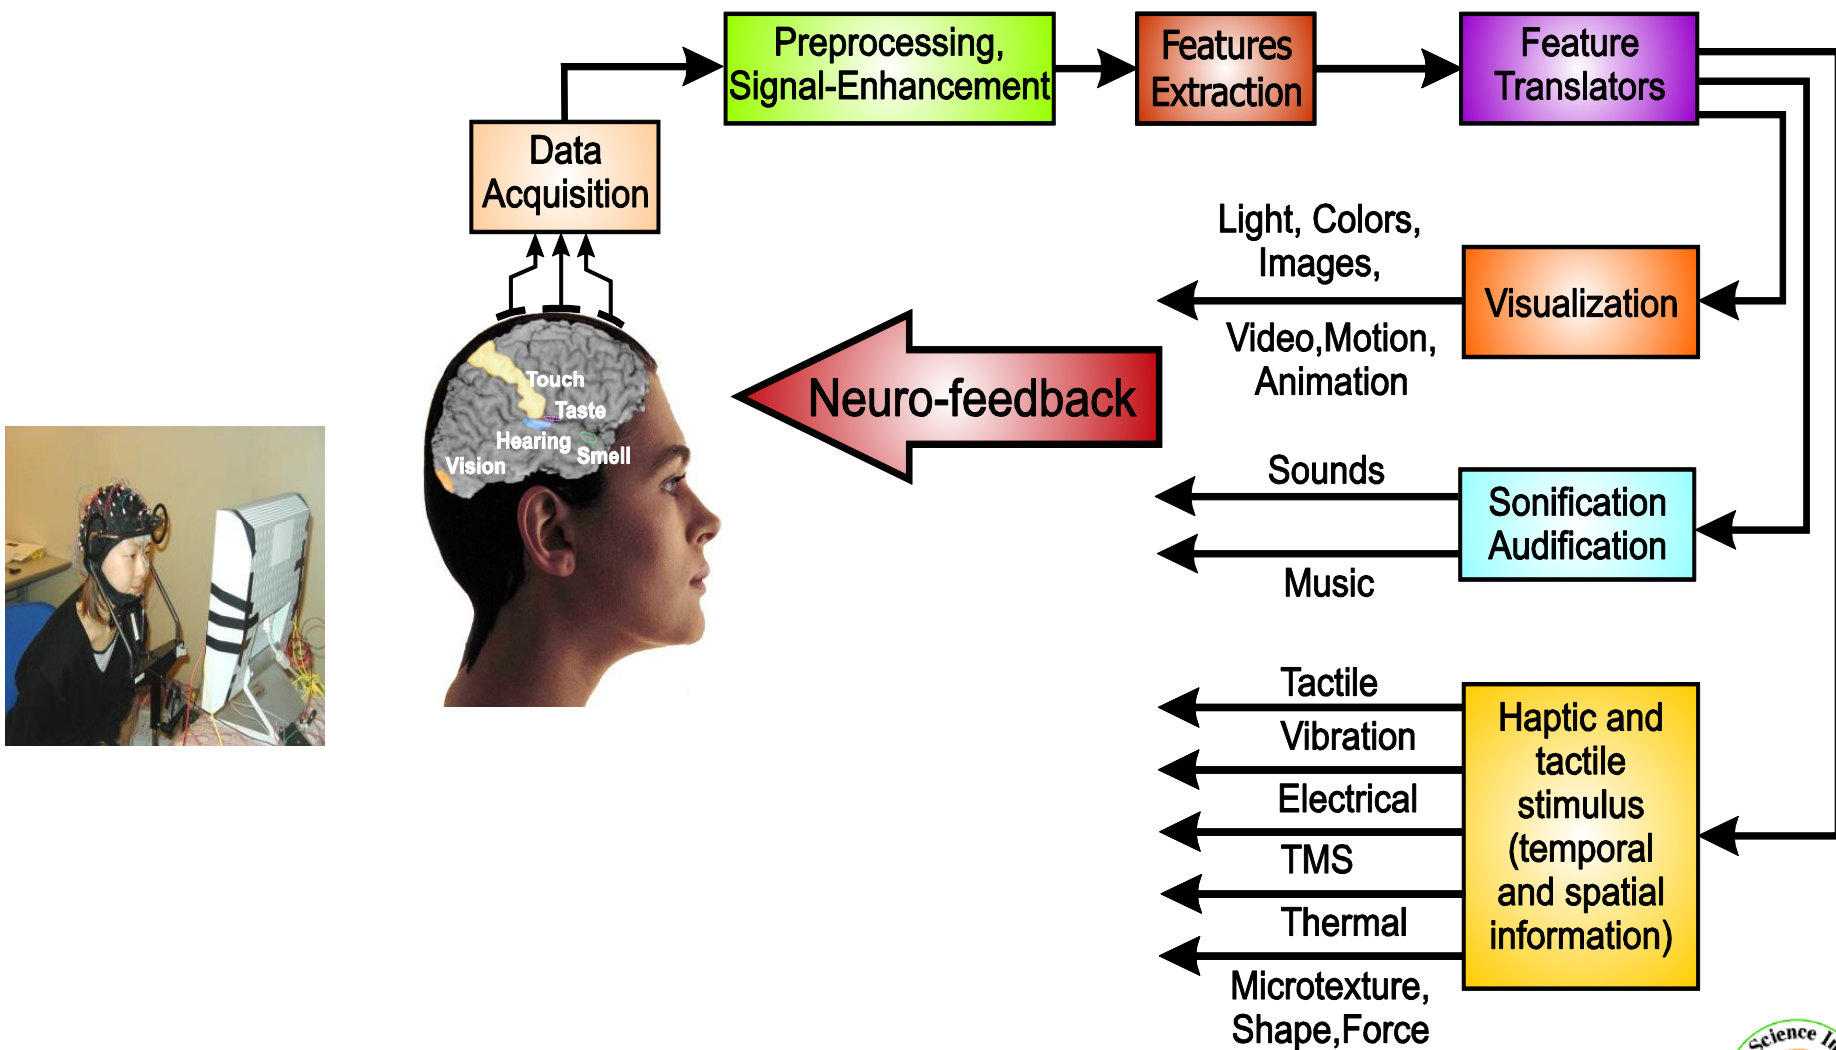 Preprocessing,
Signal-Enhancement
Features
Extraction
Feature
Translators
Data
Acquisition
Light, Colors,
Images,
Video,Motion,
Animation
Visualization
Touch
Taste
Hearing
Smell
Vision
Neuro-feedback
Sounds
Music
Sonification
Audification
Tactile
Vibration
Electrical
TMS
Thermal
Microtexture,
Shape,Force
Haptic and
tactile
stimulus
(temporal
and spatial
information)
Science